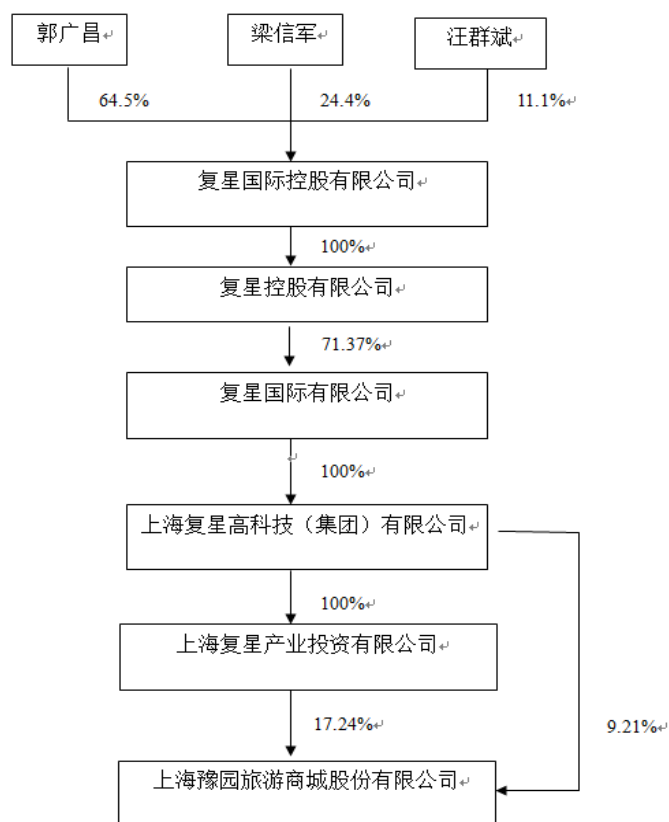 郭广昌
梁信军
汪群斌
64.5%
24.4%
11.1%
复星国际控股有限公司
100%
复星控股有限公司
71.37%
复星国际有限公司
100%
上海复星高科技（集团）有限公司
100%
上海复星产业投资有限公司
17.24%
9.21%
上海豫园旅游商城股份有限公司